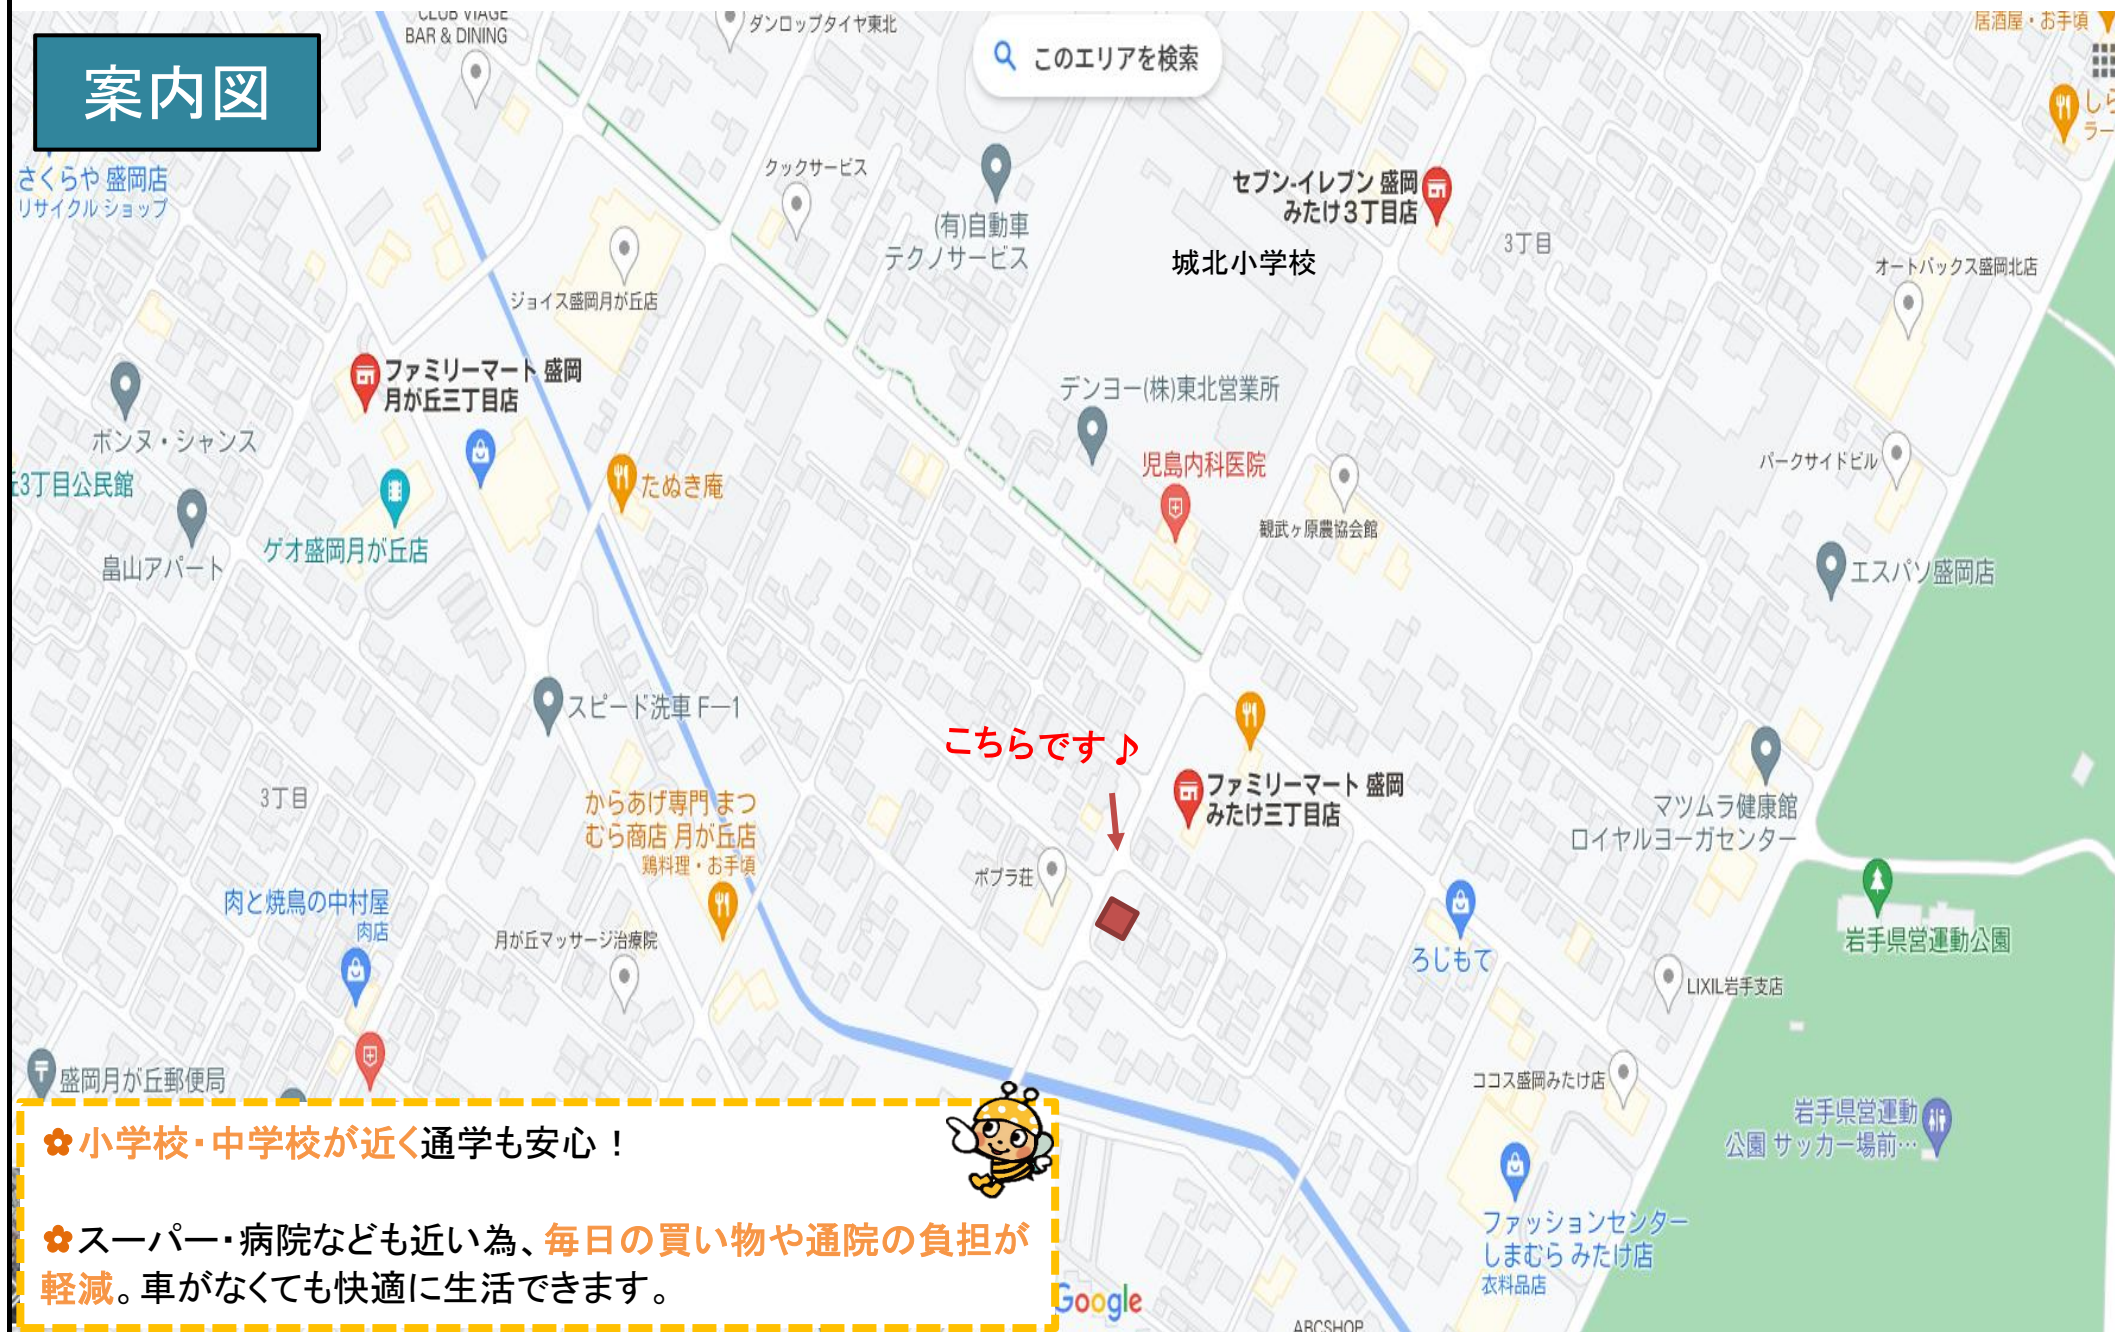 案内図
CLUB VIAGE
BAR & DINING
ダンロップタイヤ東北
このエリアを検索
居酒屋・お手頃
しら
ラー
さくらや 盛岡店
リサイクル ショップ
クックサービス
(有)自動車
テクノサービス
セブン-イレブン 盛岡
みたけ3丁目店
城北小学校
3丁目
オートバックス盛岡北店
ジョイス盛岡月が丘店
ファミリーマート 盛岡
月が丘三丁目店
デンヨー(株)東北営業所
ボンヌ・シャンス
丘3丁目公民館
たぬき庵
児島内科医院
パークサイドビル
観武ヶ原農協会館
ゲオ盛岡月が丘店
畠山アパート
エスパソ盛岡店
スピード洗車 F—1
こちらです♪
ファミリーマート 盛岡
みたけ三丁目店
3丁目
からあげ専門 まつ
むら商店 月が丘店
鶏料理・お手頃
マツムラ健康館
ロイヤルヨーガセンター
ポプラ荘
肉と焼鳥の中村屋
肉店
月が丘マッサージ治療院
ろじもて
岩手県営運動公園
LIXIL岩手支店
盛岡月が丘郵便局
ココス盛岡みたけ店
岩手県営運動
公園 サッカー場前…
✿小学校・中学校が近く通学も安心！
✿スーパー・病院なども近い為、毎日の買い物や通院の負担が
軽減。車がなくても快適に生活できます。
ファッションセンター
しまむら みたけ店
衣料品店
Google
ABCSHOP